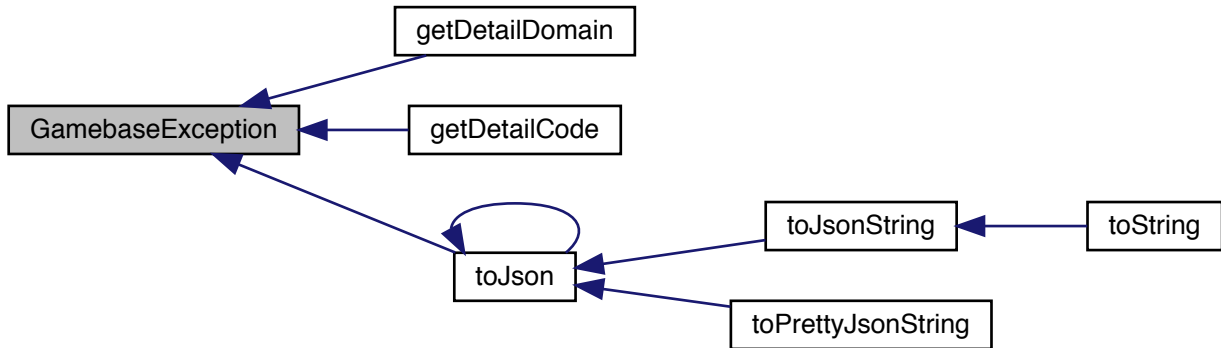 getDetailDomain
GamebaseException
getDetailCode
toJsonString
toString
toJson
toPrettyJsonString